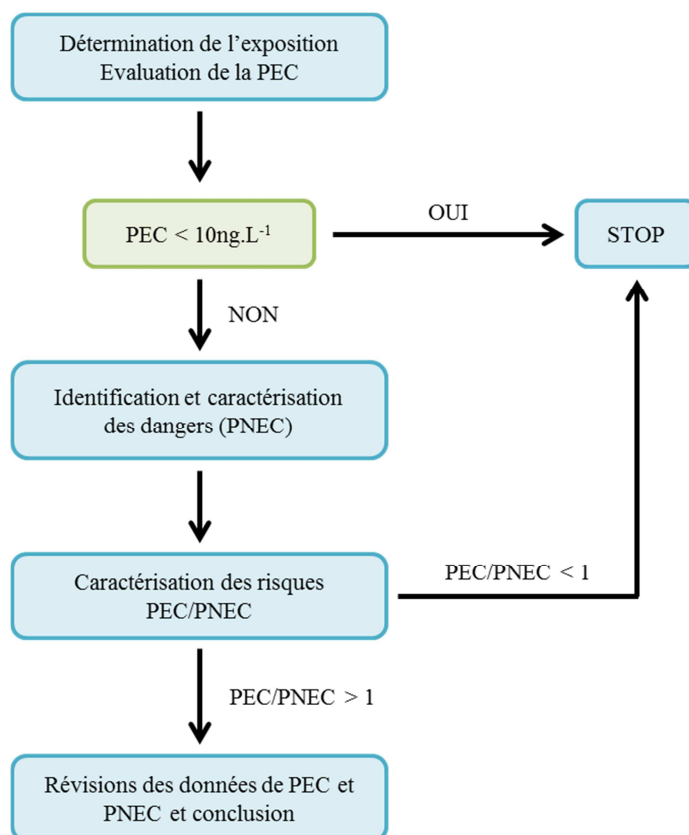 Détermination de l’exposition
Evaluation de la PEC
PEC < 10ng.L⁻¹
OUI
STOP
NON
Identification et caractérisation
des dangers (PNEC)
Caractérisation des risques
PEC/PNEC
PEC/PNEC < 1
PEC/PNEC > 1
Révisions des données de PEC et
PNEC et conclusion